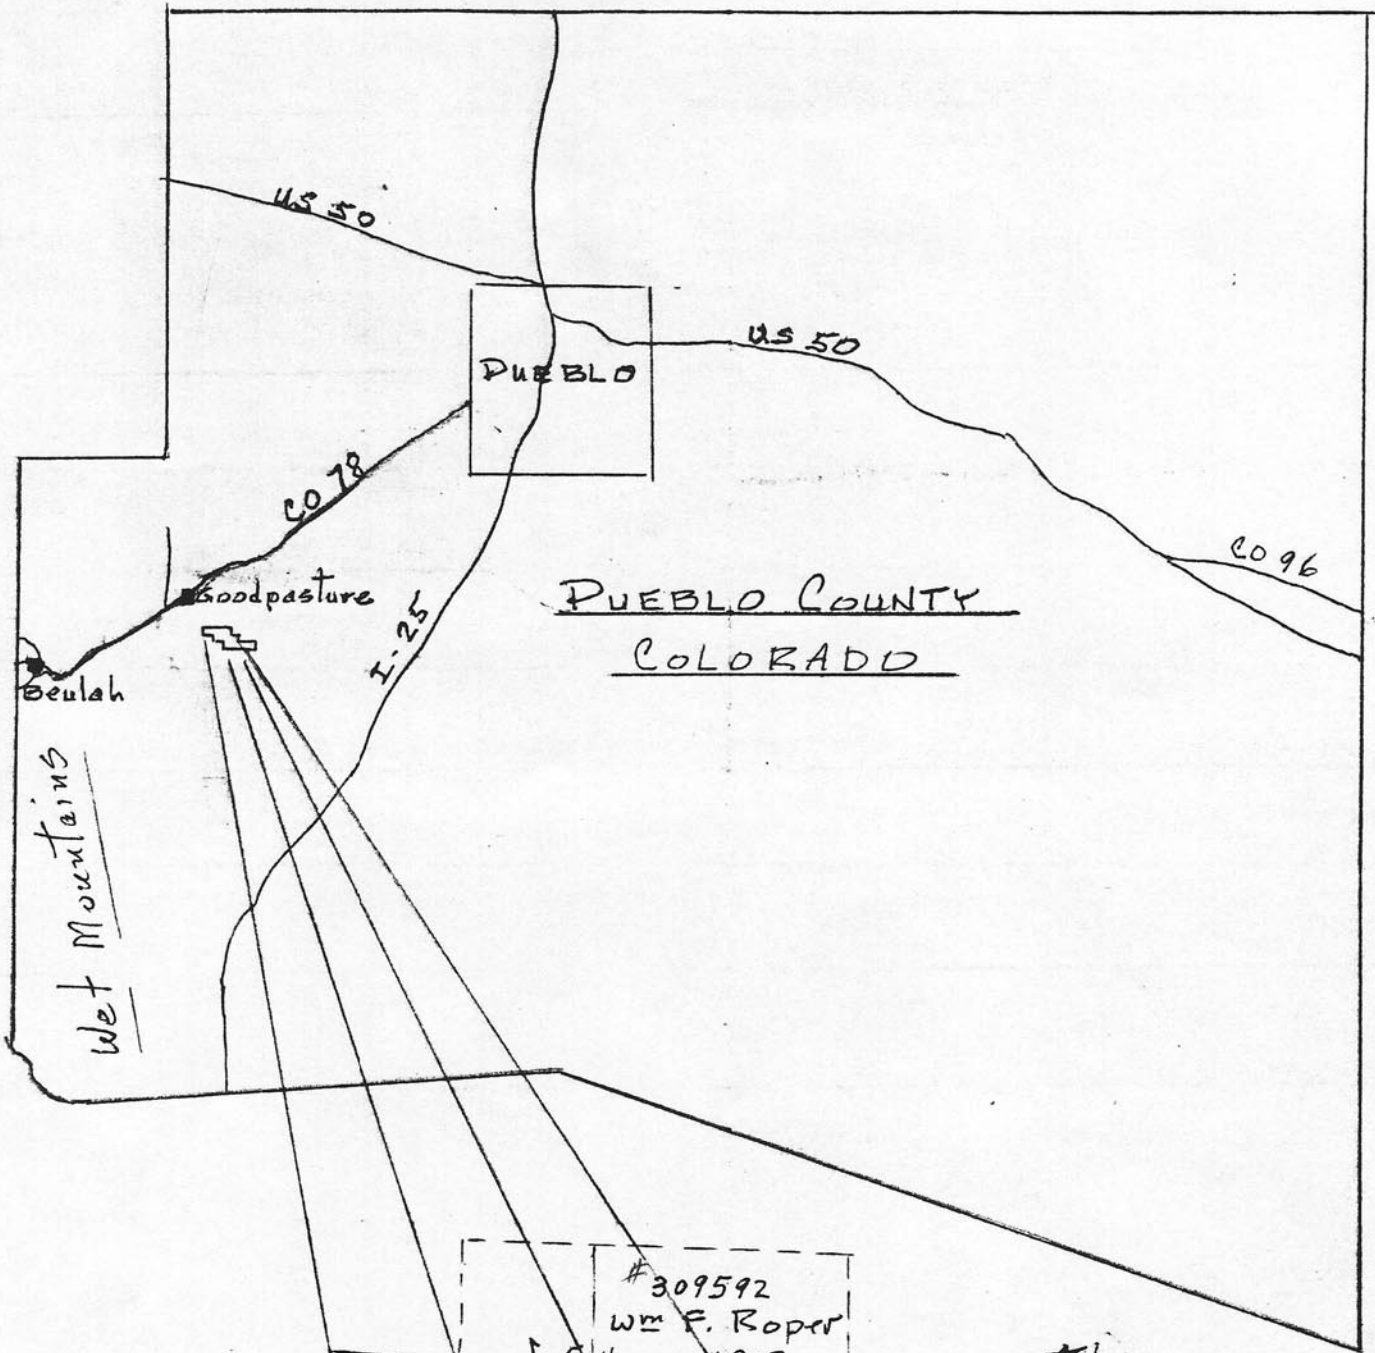 US 50
US 50
PUEBLO
CO 78
CO 96
Goodpasture
I-25
PUEBLO COUNTY
COLORADO
Beulah
Wet Mountains
#309592
Wm F. Roper